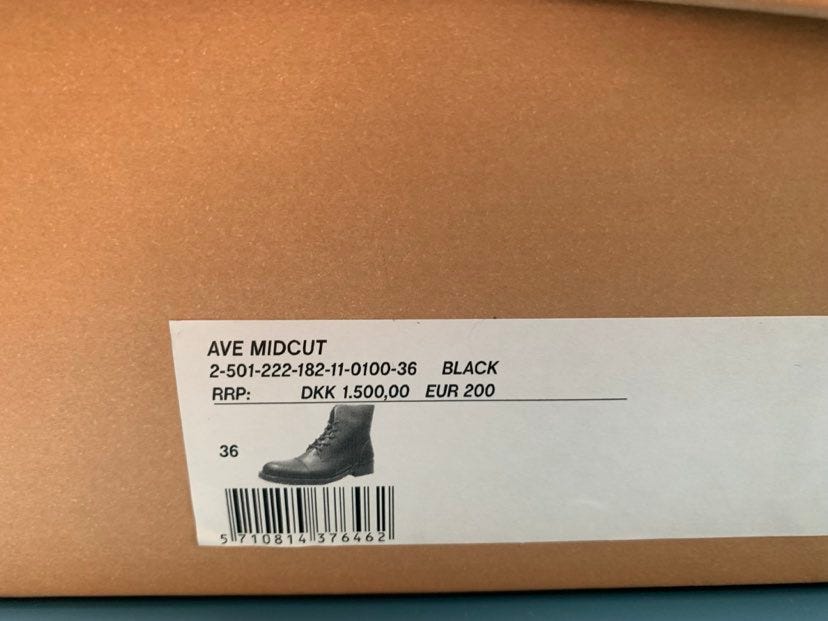 AVE MIDCUT
2-501-222-182-11-0100-36 BLACK
RRP: DKK 1.500,00 EUR 200
36
5 710814 376462